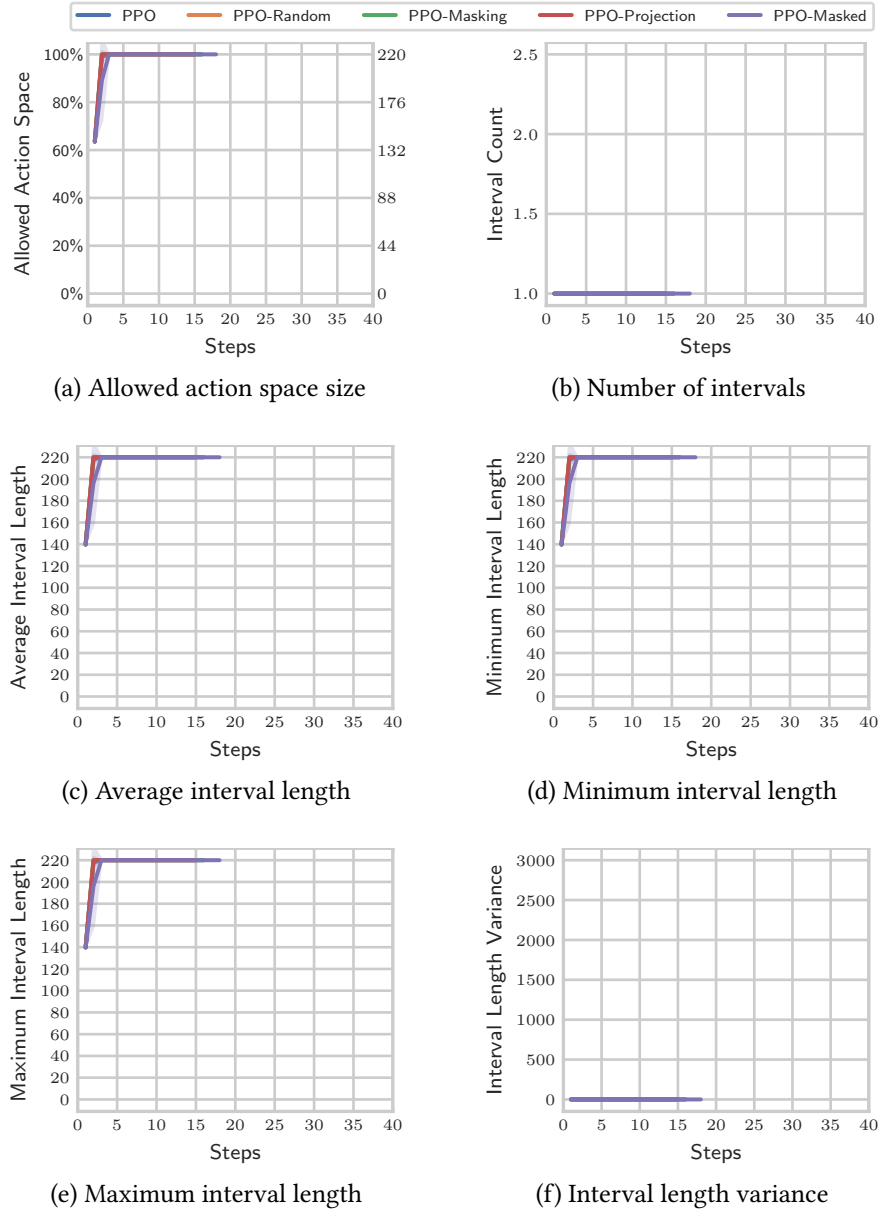 PPO PPO-Random PPO-Masking PPO-Projection PPO-Masked
100%
80%
60%
40%
20%
0%
Allowed Action Space
220
176
132
88
44
0
0 5 10 15 20 25 30 35 40
Steps
(a) Allowed action space size
2.5
2.0
1.5
1.0
Interval Count
0 5 10 15 20 25 30 35 40
Steps
(b) Number of intervals
220
200
180
160
140
120
100
80
60
40
20
0
Average Interval Length
0 5 10 15 20 25 30 35 40
Steps
(c) Average interval length
220
200
180
160
140
120
100
80
60
40
20
0
Minimum Interval Length
0 5 10 15 20 25 30 35 40
Steps
(d) Minimum interval length
220
200
180
160
140
120
100
80
60
40
20
0
Maximum Interval Length
0 5 10 15 20 25 30 35 40
Steps
(e) Maximum interval length
3000
2500
2000
1500
1000
500
0
Interval Length Variance
0 5 10 15 20 25 30 35 40
Steps
(f) Interval length variance